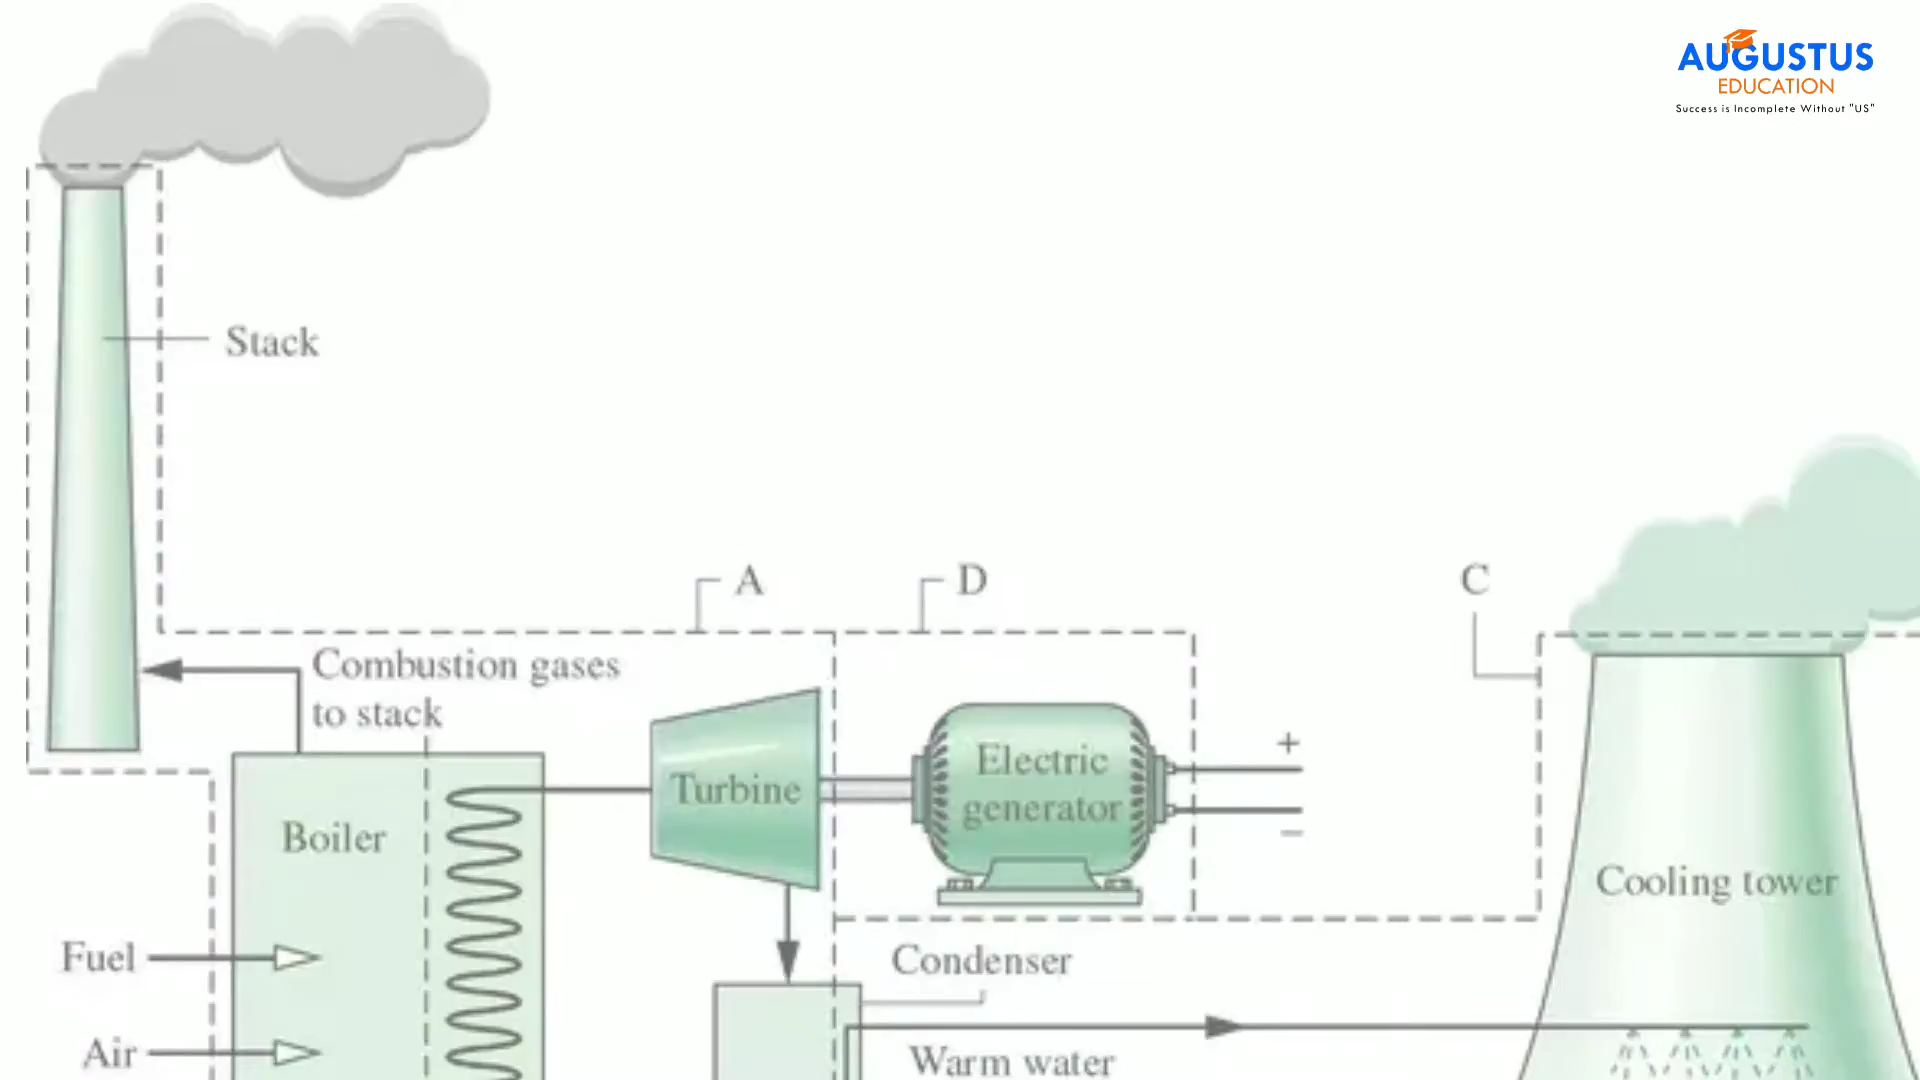 AUGUSTUS
EDUCATION
Success is Incomplete Without "US"
Stack
A
D
C
Combustion gases
to stack
+
Turbine
Electric
generator
−
Boiler
Cooling tower
Fuel
Condenser
Air
Warm water